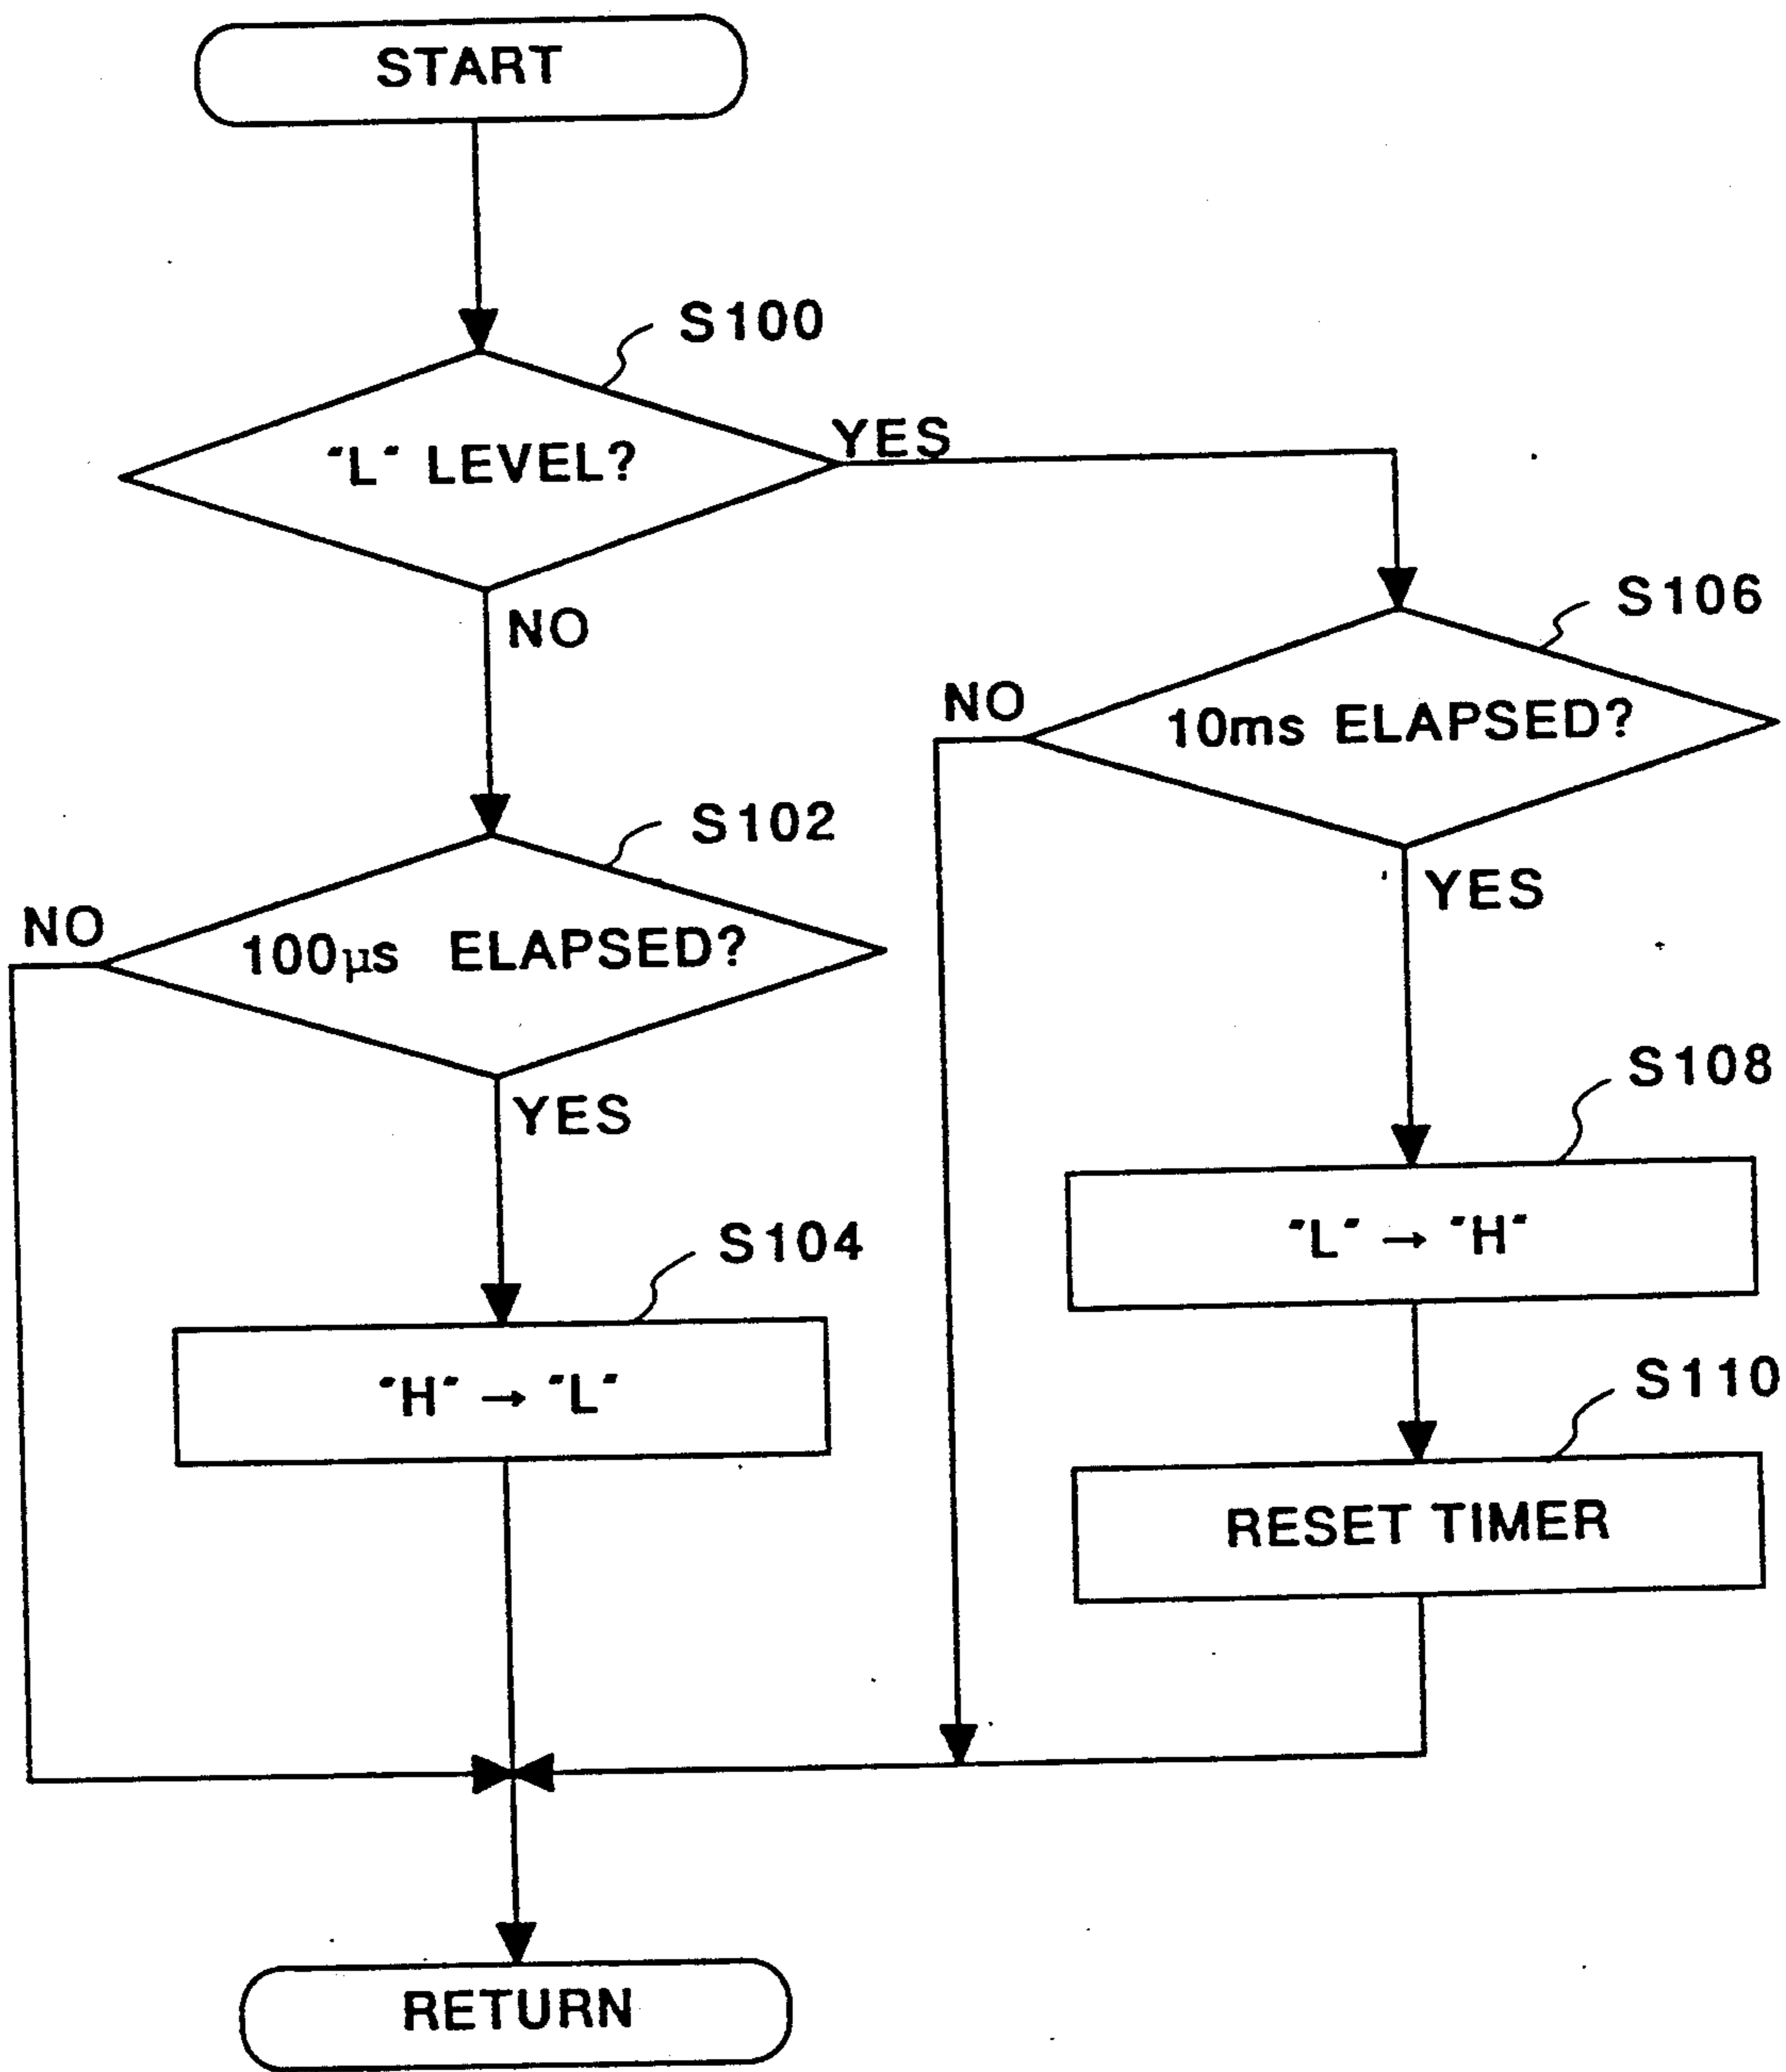 START
S100
"L" LEVEL?
YES
NO
S106
10ms ELAPSED?
NO
YES
S102
100μs ELAPSED?
NO
YES
S108
"L" → "H"
S104
"H" → "L"
S110
RESET TIMER
RETURN